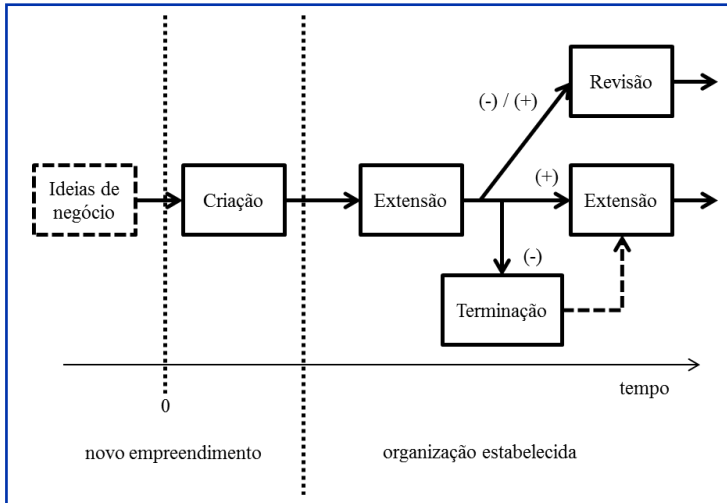 Revisão
(-) / (+)
Ideias de
negócio
Criação
Extensão
(+)
Extensão
(-)
Terminação
tempo
0
novo empreendimento
organização estabelecida